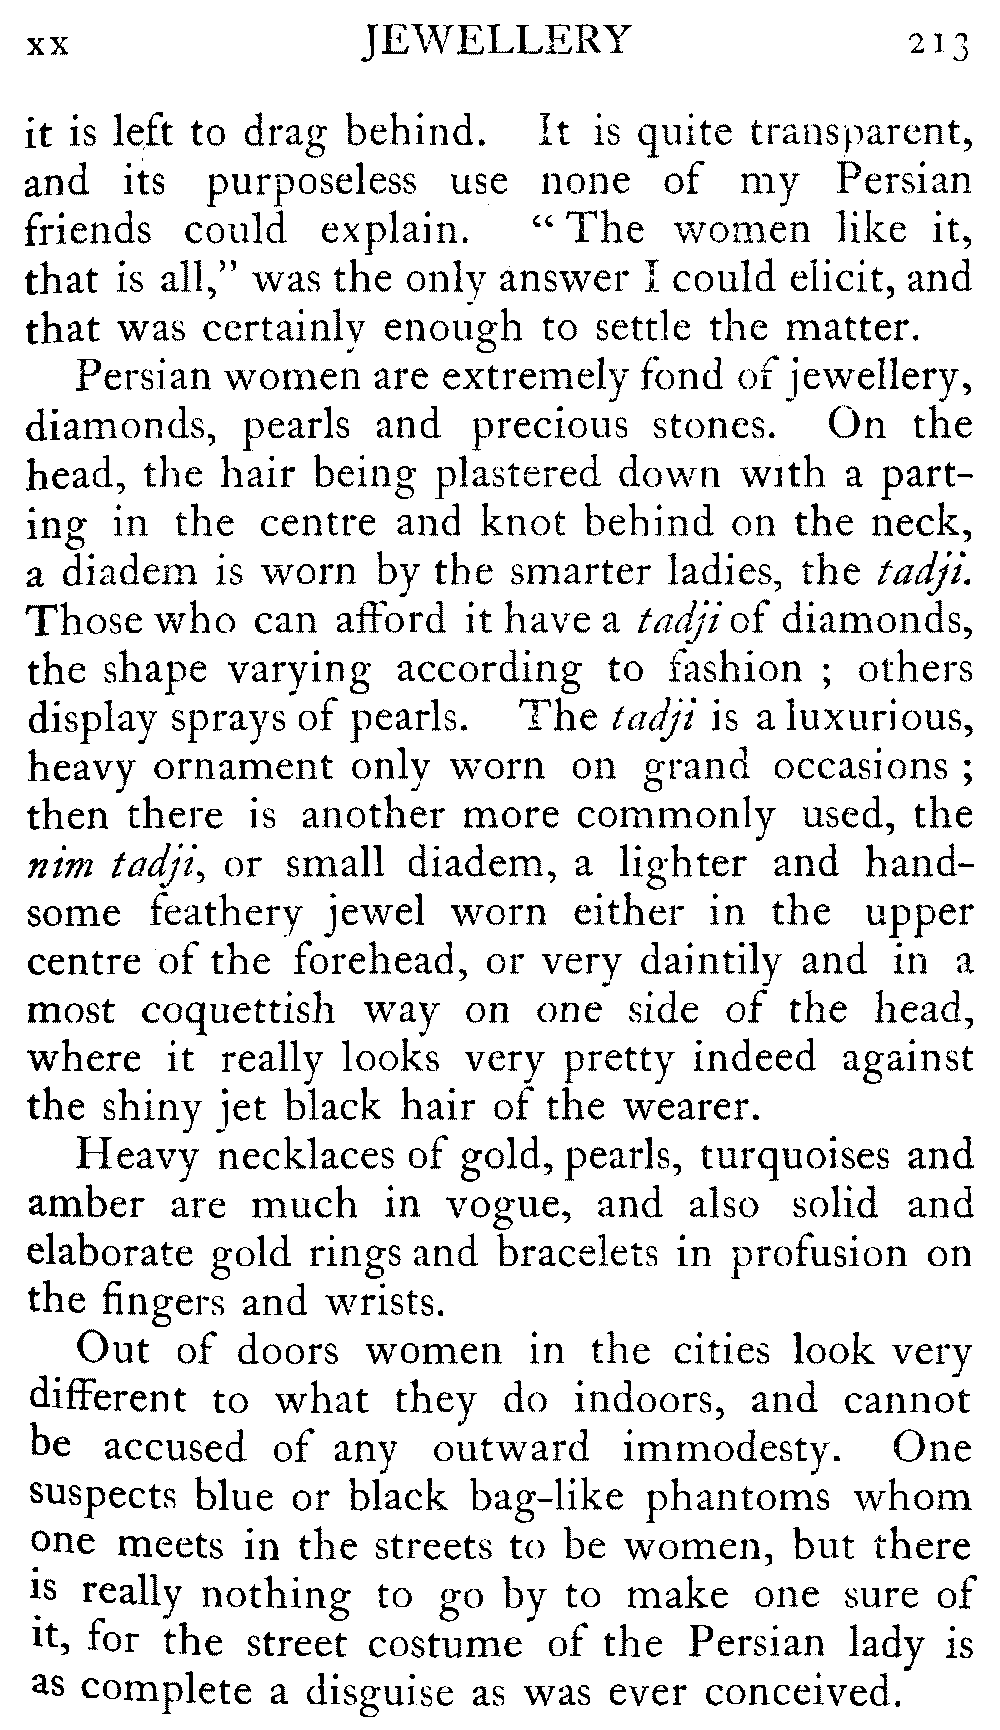 xx JEWELLERY 213
it is left to drag behind. It is quite transparent,
and its purposeless use none of my Persian
friends could explain. “The women like it,
that is all,” was the only answer I could elicit, and
that was certainly enough to settle the matter.
Persian women are extremely fond of jewellery,
diamonds, pearls and precious stones. On the
head, the hair being plastered down with a part-
ing in the centre and knot behind on the neck,
a diadem is worn by the smarter ladies, the tadji.
Those who can afford it have a tadji of diamonds,
the shape varying according to fashion ; others
display sprays of pearls. The tadji is a luxurious,
heavy ornament only worn on grand occasions ;
then there is another more commonly used, the
nim tadji, or small diadem, a lighter and hand-
some feathery jewel worn either in the upper
centre of the forehead, or very daintily and in a
most coquettish way on one side of the head,
where it really looks very pretty indeed against
the shiny jet black hair of the wearer.
Heavy necklaces of gold, pearls, turquoises and
amber are much in vogue, and also solid and
elaborate gold rings and bracelets in profusion on
the fingers and wrists.
Out of doors women in the cities look very
different to what they do indoors, and cannot
be accused of any outward immodesty. One
suspects blue or black bag-like phantoms whom
one meets in the streets to be women, but there
is really nothing to go by to make one sure of
it, for the street costume of the Persian lady is
as complete a disguise as was ever conceived.